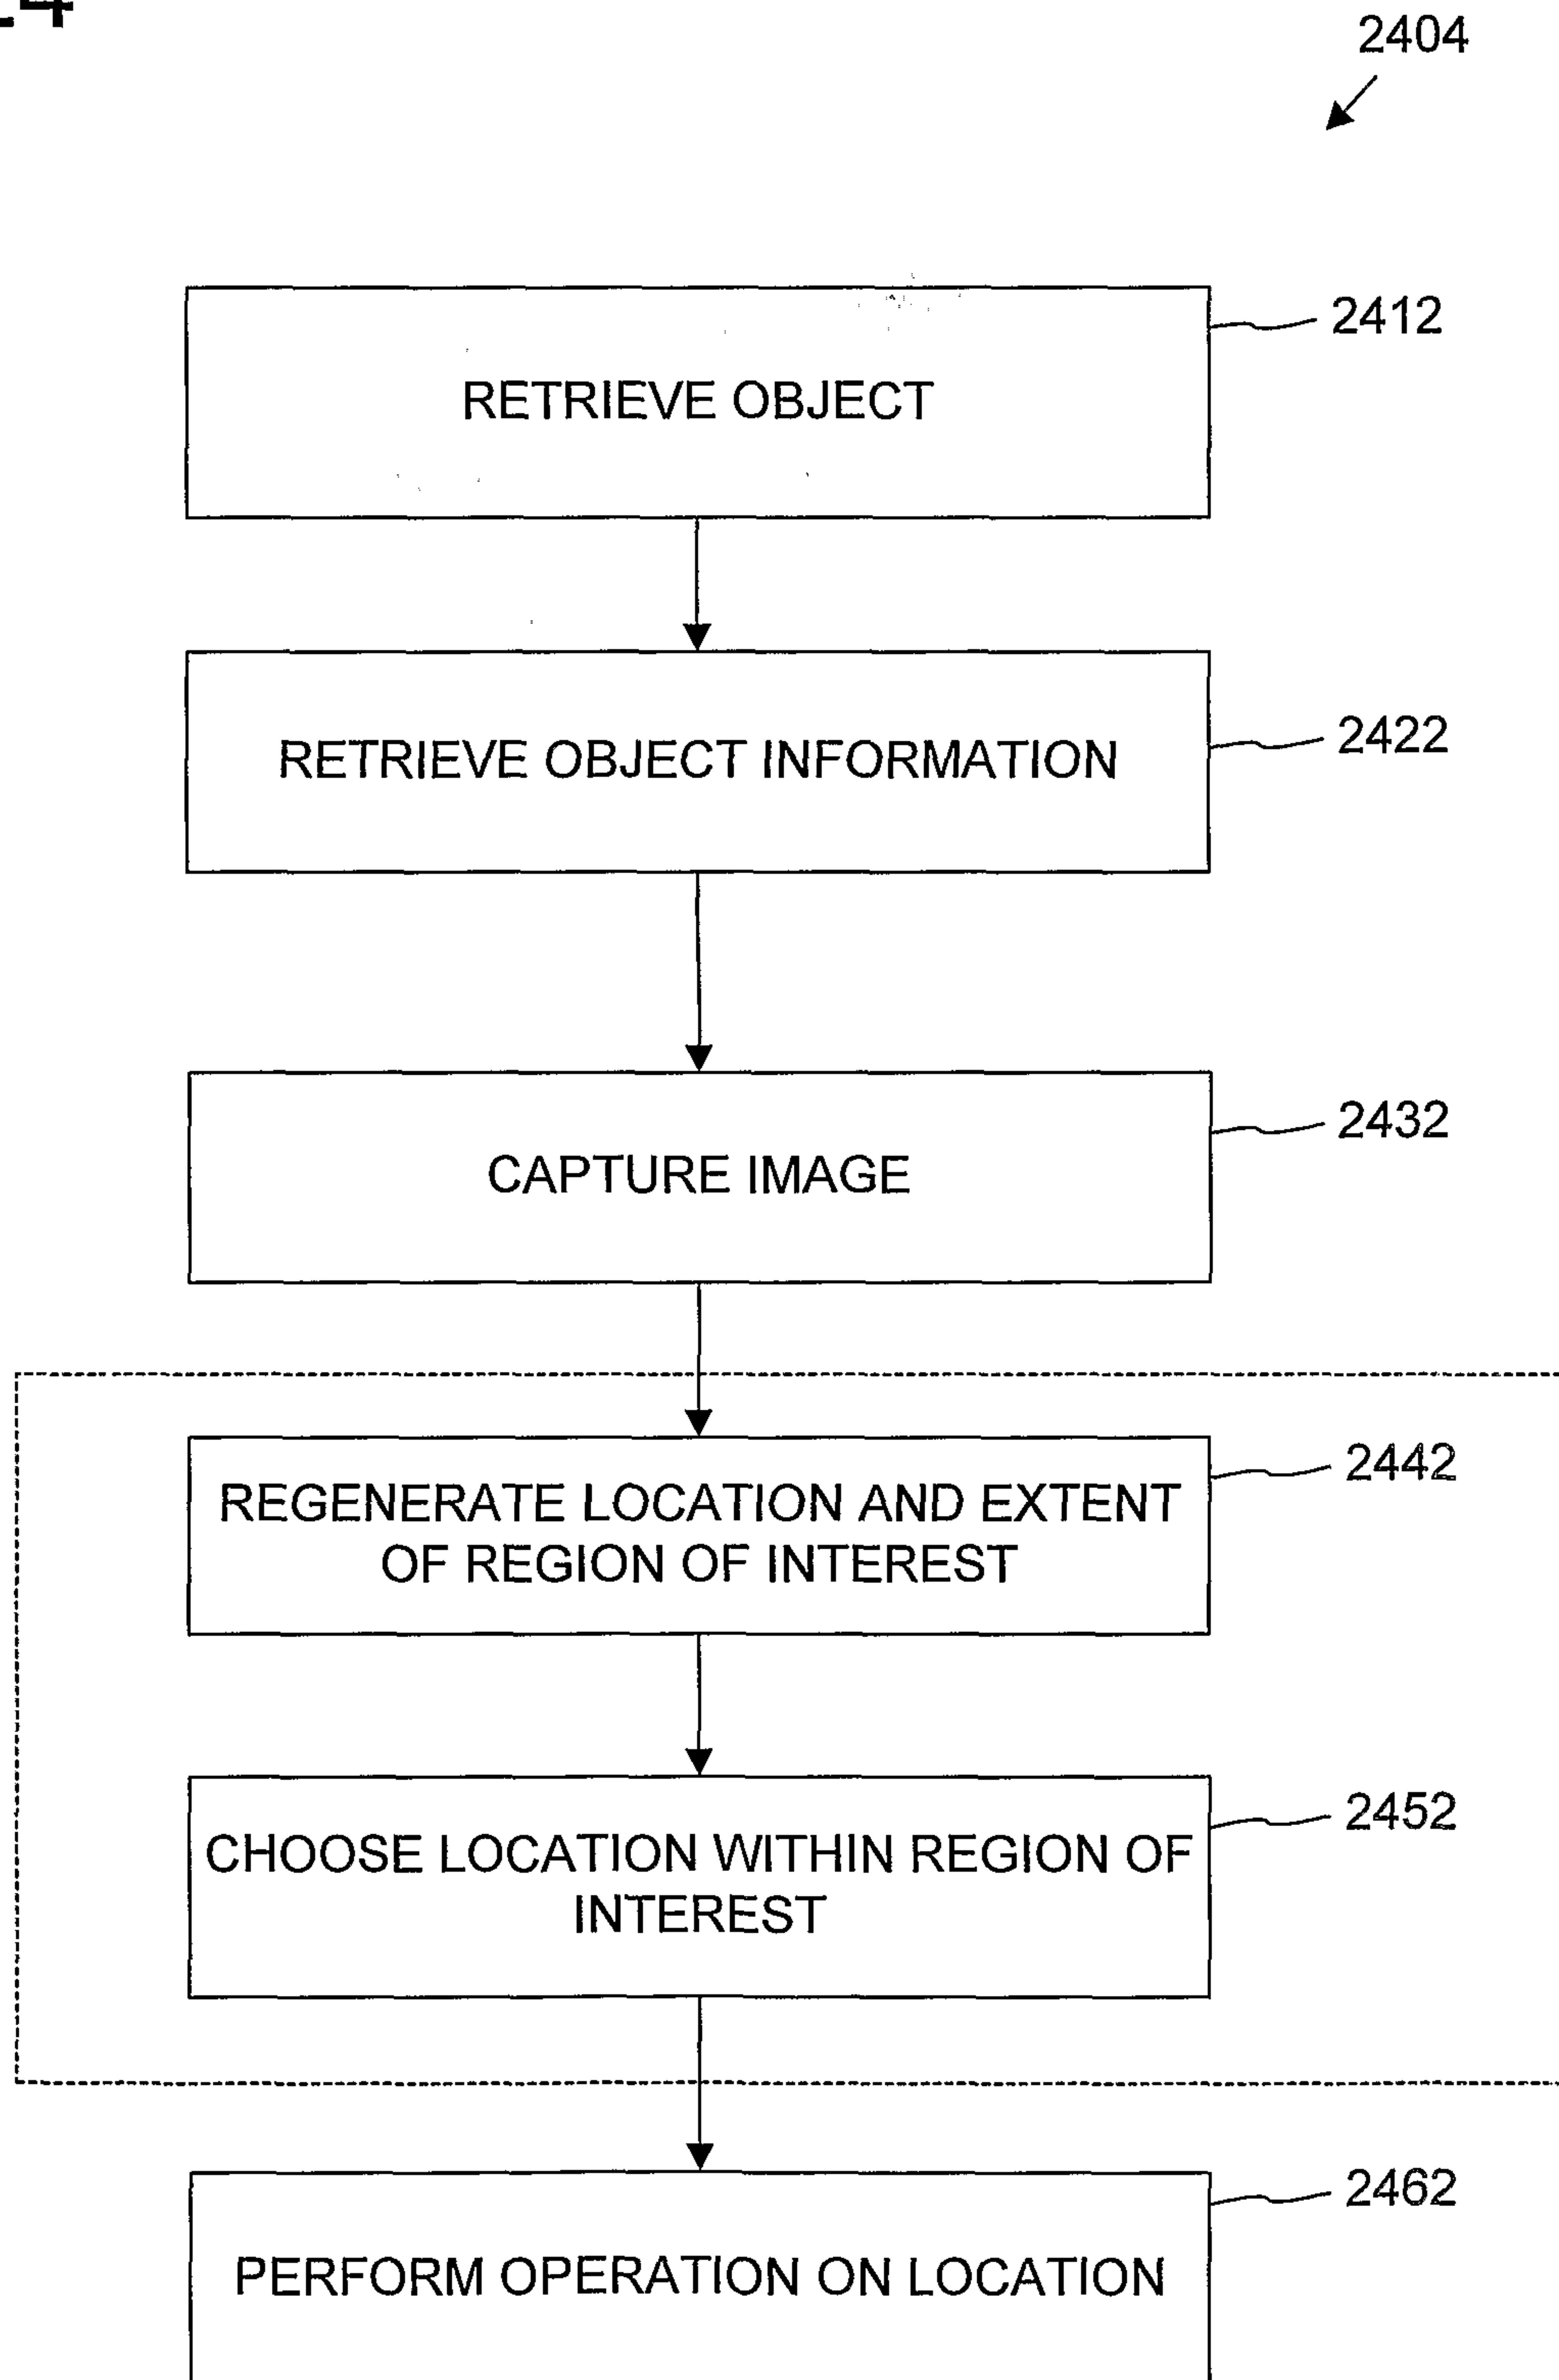 2404
RETRIEVE OBJECT
2412
RETRIEVE OBJECT INFORMATION
2422
CAPTURE IMAGE
2432
REGENERATE LOCATION AND EXTENT
OF REGION OF INTEREST
2442
CHOOSE LOCATION WITHIN REGION OF
INTEREST
2452
PERFORM OPERATION ON LOCATION
2462